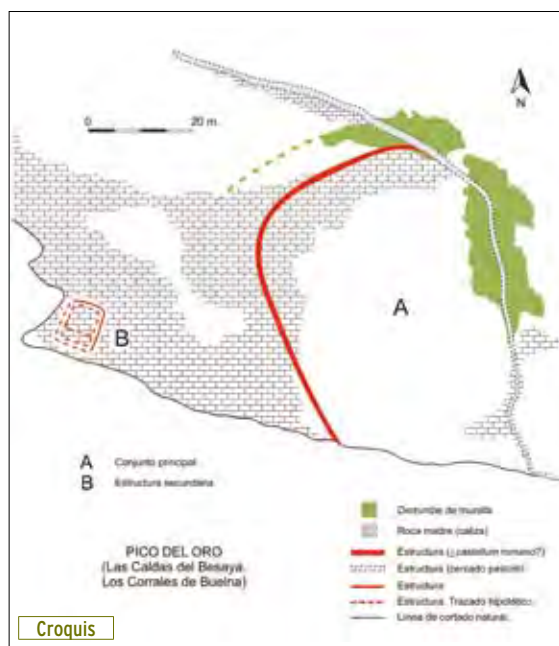 N
0 20 m.
A
B
A Conjunto principal
B Estructura secundaria
PICO DEL ORO
(Las Caldas del Besaya.
Los Corrales de Buelna)
Derrumbe de muralla
Roca madre (caliza)
Estructura (¿castellum romano?)
Estructura (cercado pastoril)
Estructura
Estructura. Trazado hipotético.
Línea de cortado natural.
Croquis